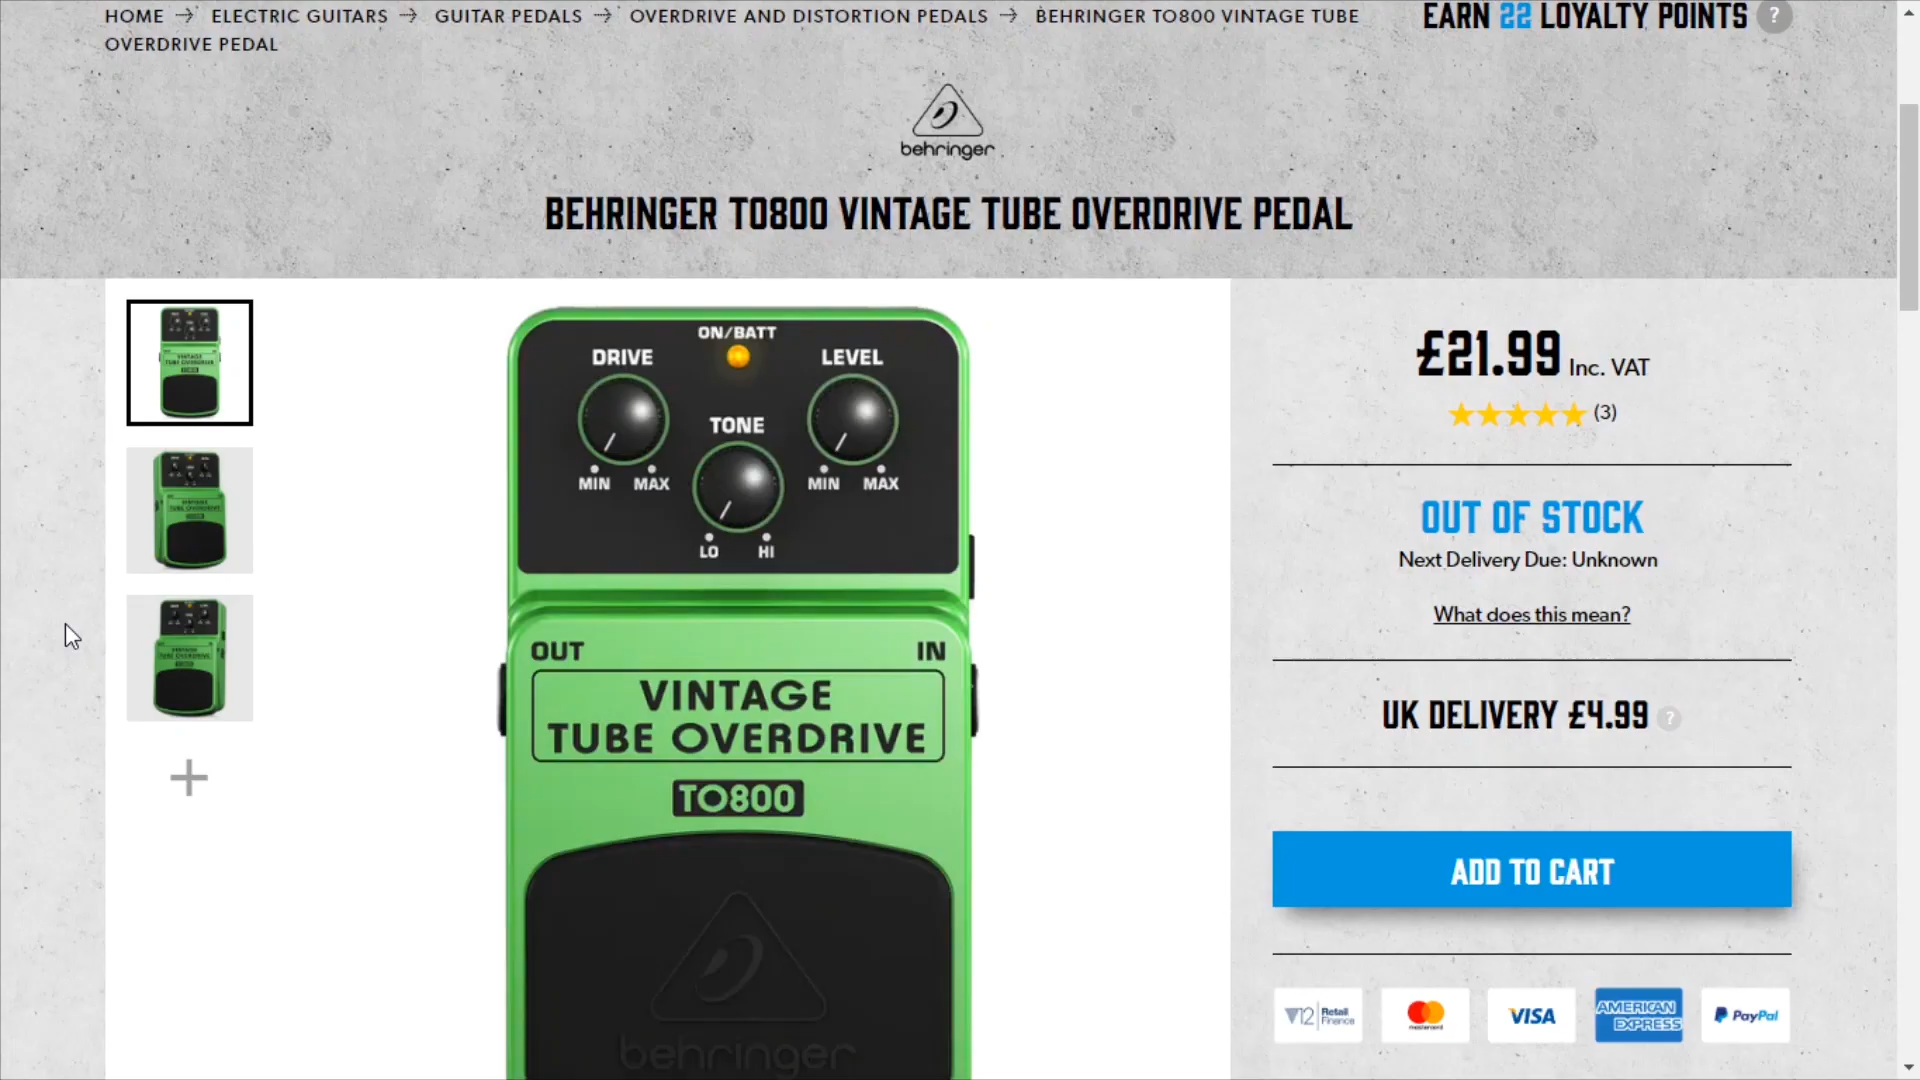 HOME → ELECTRIC GUITARS → GUITAR PEDALS → OVERDRIVE AND DISTORTION PEDALS → BEHRINGER TO800 VINTAGE TUBE
OVERDRIVE PEDAL
EARN 22 LOYALTY POINTS ?
behringer
BEHRINGER TO800 VINTAGE TUBE OVERDRIVE PEDAL
ON/BATT
DRIVE
LEVEL
TONE
MIN MAX
MIN MAX
LO HI
OUT IN
VINTAGE
TUBE OVERDRIVE
TO800
behringer
£21.99 Inc. VAT
(3)
OUT OF STOCK
Next Delivery Due: Unknown
What does this mean?
UK DELIVERY £4.99 ?
ADD TO CART
V12 Retail
Finance
mastercard
VISA
AMERICAN
EXPRESS
PayPal